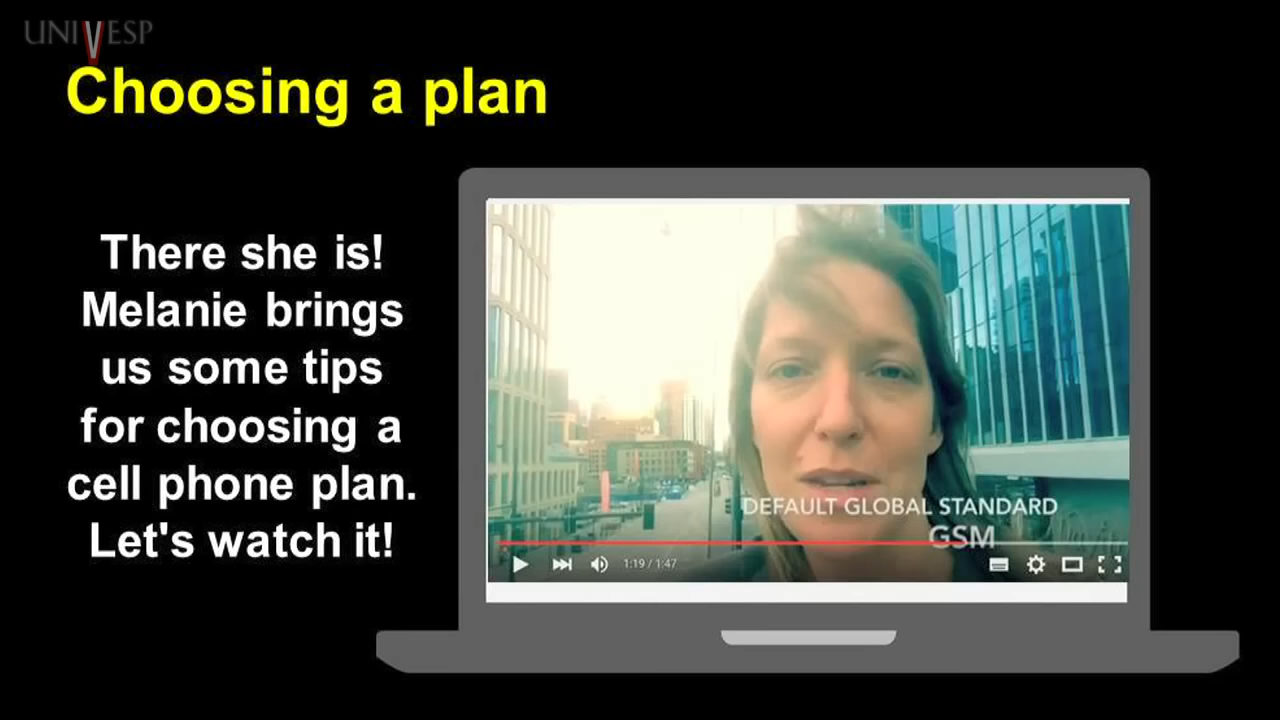 UNIVESP
Choosing a plan
There she is!
Melanie brings
us some tips
for choosing a
cell phone plan.
Let's watch it!
DEFAULT GLOBAL STANDARD
GSM
1:19 / 1:47